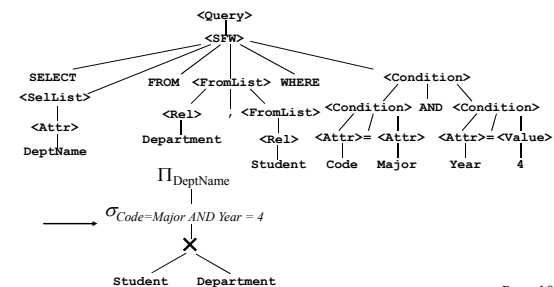 <Query>
<SFW>
SELECT FROM <FromList> WHERE <Condition>
<SelList> <Rel> , <FromList> <Condition> AND <Condition>
<Attr> Department <Rel> <Attr>= <Attr> <Attr>=<Value>
DeptName Student Code Major Year 4
Π DeptName
σ Code=Major AND Year = 4
×
Student Department